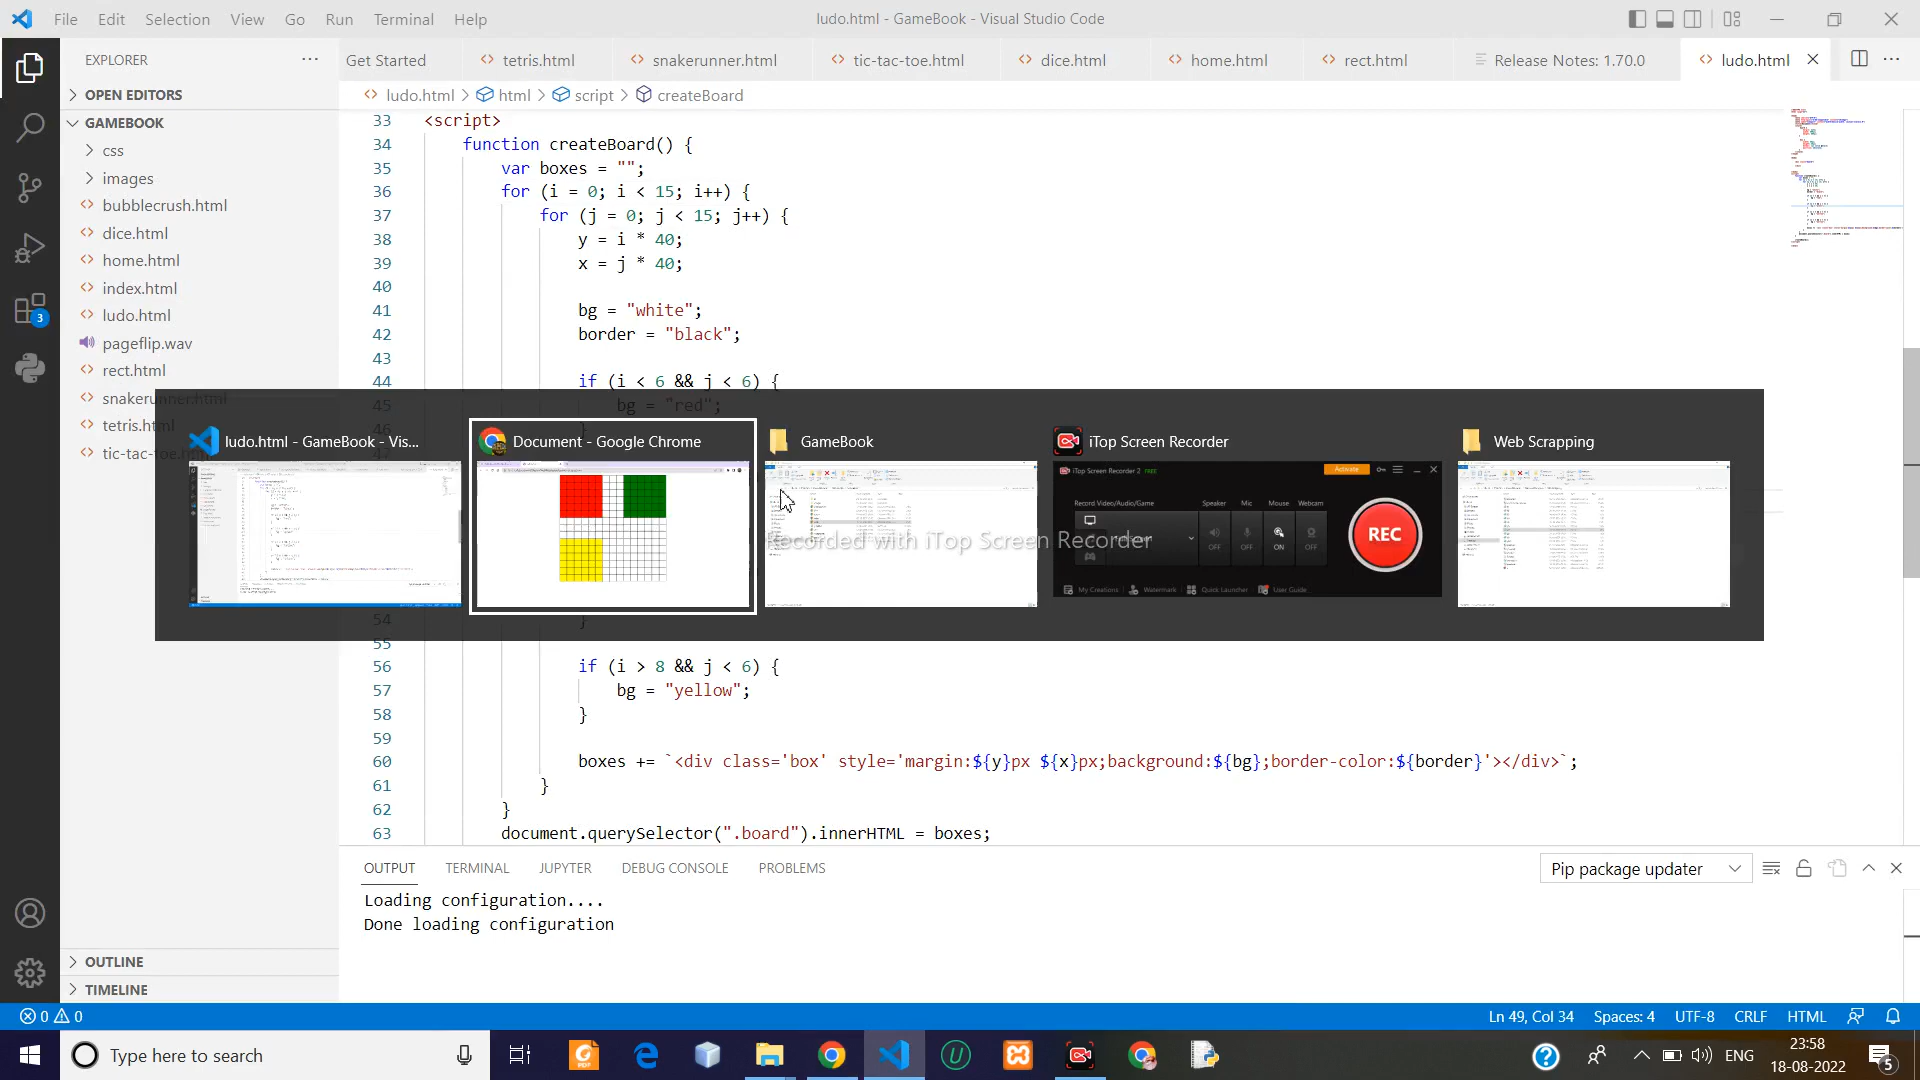 File Edit Selection View Go Run Terminal Help
ludo.html - GameBook - Visual Studio Code
EXPLORER
OPEN EDITORS
GAMEBOOK
css
images
bubblecrush.html
dice.html
home.html
index.html
ludo.html
pageflip.wav
rect.html
snakerunner.html
tetris.html
OUTLINE
TIMELINE
3
Get Started tetris.html snakerunner.html tic-tac-toe.html dice.html home.html rect.html Release Notes: 1.70.0 ludo.html
ludo.html > html > script > createBoard
33 <script>
34 function createBoard() {
35 var boxes = "";
36 for (i = 0; i < 15; i++) {
37 for (j = 0; j < 15; j++) {
38 y = i * 40;
39 x = j * 40;
40
41 bg = "white";
42 border = "black";
43
44 if (i < 6 && j < 6) {
45 bg = "red";
ludo.html - GameBook - Vis...
Document - Google Chrome
GameBook
iTop Screen Recorder
Web Scrapping
iTop Screen Recorder 2 FREE
Activate
Record Video/Audio/Game Speaker Mic Mouse Webcam
OFF OFF ON OFF
REC
My Creations Watermark Quick Launcher User Guide
Recorded with iTop Screen Recorder
54 }
55
56 if (i > 8 && j < 6) {
57 bg = "yellow";
58 }
59
60 boxes += `<div class='box' style='margin:${y}px ${x}px;background:${bg};border-color:${border}'></div>`;
61 }
62 }
63 document.querySelector(".board").innerHTML = boxes;
OUTPUT TERMINAL JUPYTER DEBUG CONSOLE PROBLEMS
Pip package updater
Loading configuration....
Done loading configuration
0 0
Ln 49, Col 34 Spaces: 4 UTF-8 CRLF HTML
Type here to search
ENG
23:58
18-08-2022
5